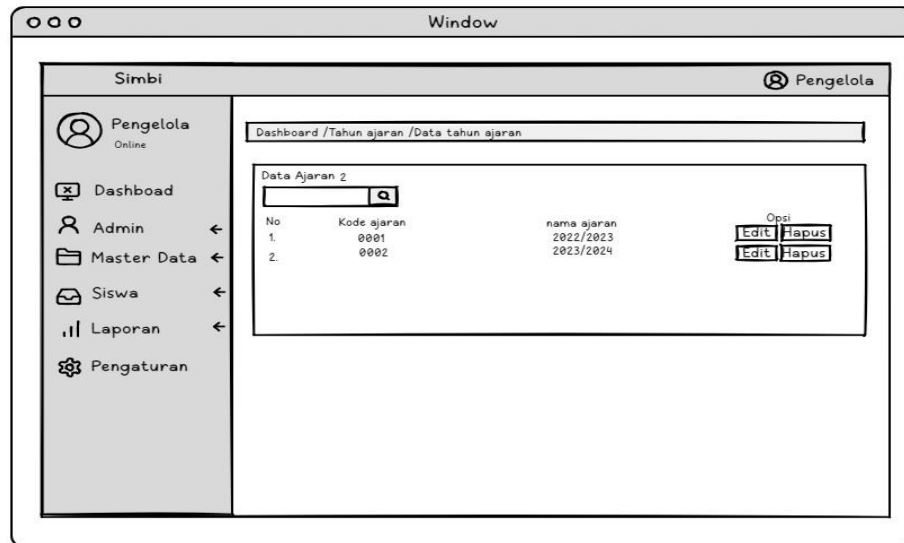 Window
Simbi
Pengelola
Pengelola
Online
Dashboad
Admin
Master Data
Siswa
Laporan
Pengaturan
Dashboard /Tahun ajaran /Data tahun ajaran
Data Ajaran 2
No Kode ajaran nama ajaran Opsi
1. 0001 2022/2023 Edit Hapus
2. 0002 2023/2024 Edit Hapus